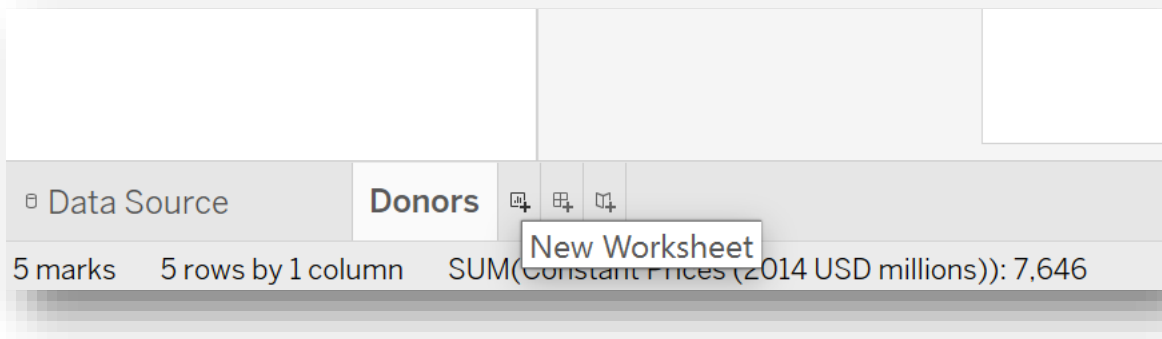 Data Source Donors
New Worksheet
5 marks 5 rows by 1 column SUM(Constant Prices (2014 USD millions)): 7,646